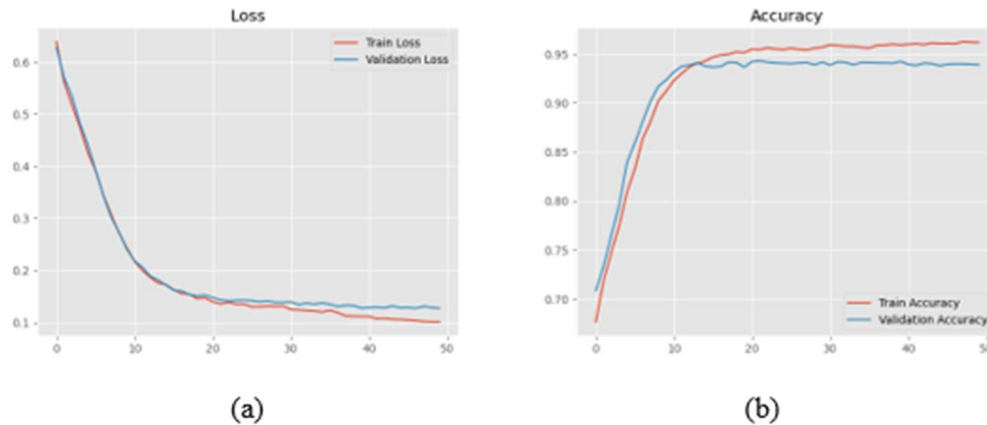 Loss
Train Loss
Validation Loss
0.6
0.5
0.4
0.3
0.2
0.1
0 10 20 30 40 50
(a)
Accuracy
0.95
0.90
0.85
0.80
0.75
0.70
Train Accuracy
Validation Accuracy
0 10 20 30 40 50
(b)